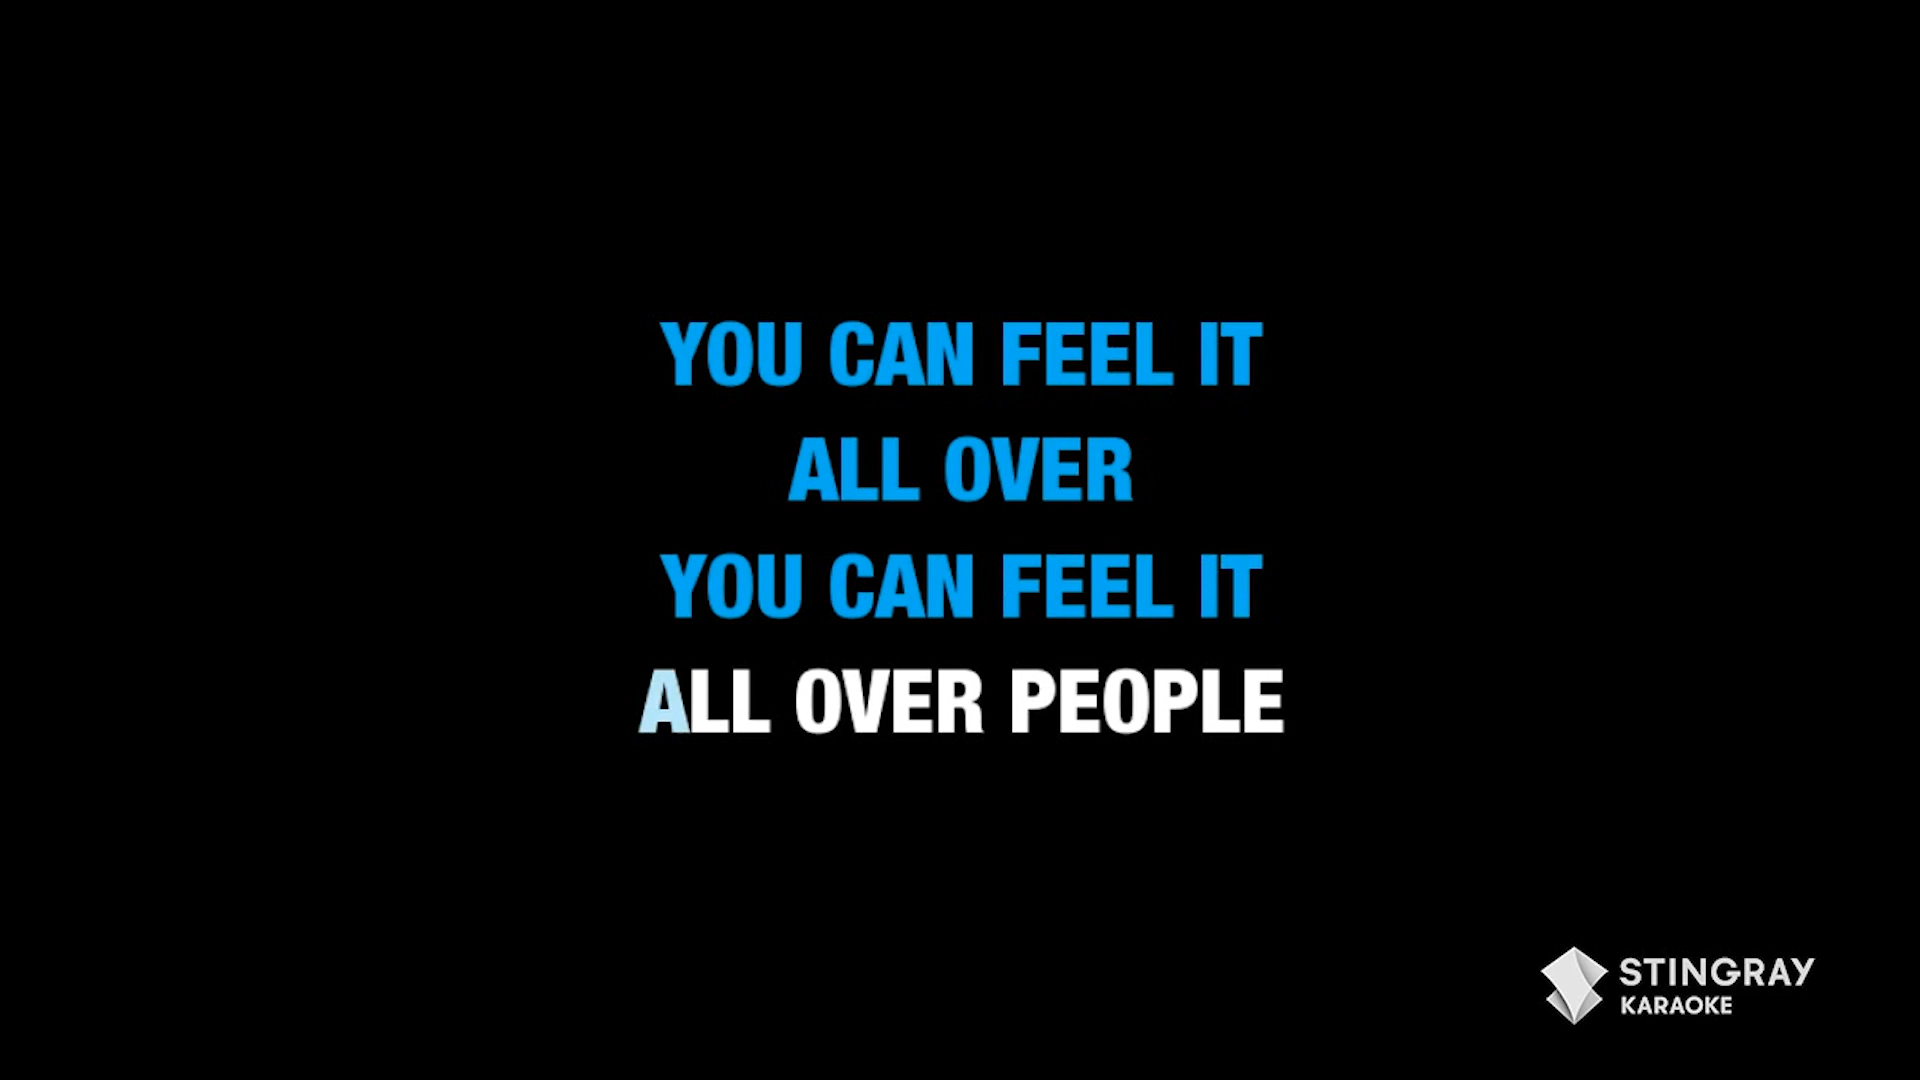 YOU CAN FEEL IT
ALL OVER
YOU CAN FEEL IT
ALL OVER PEOPLE
STINGRAY
KARAOKE